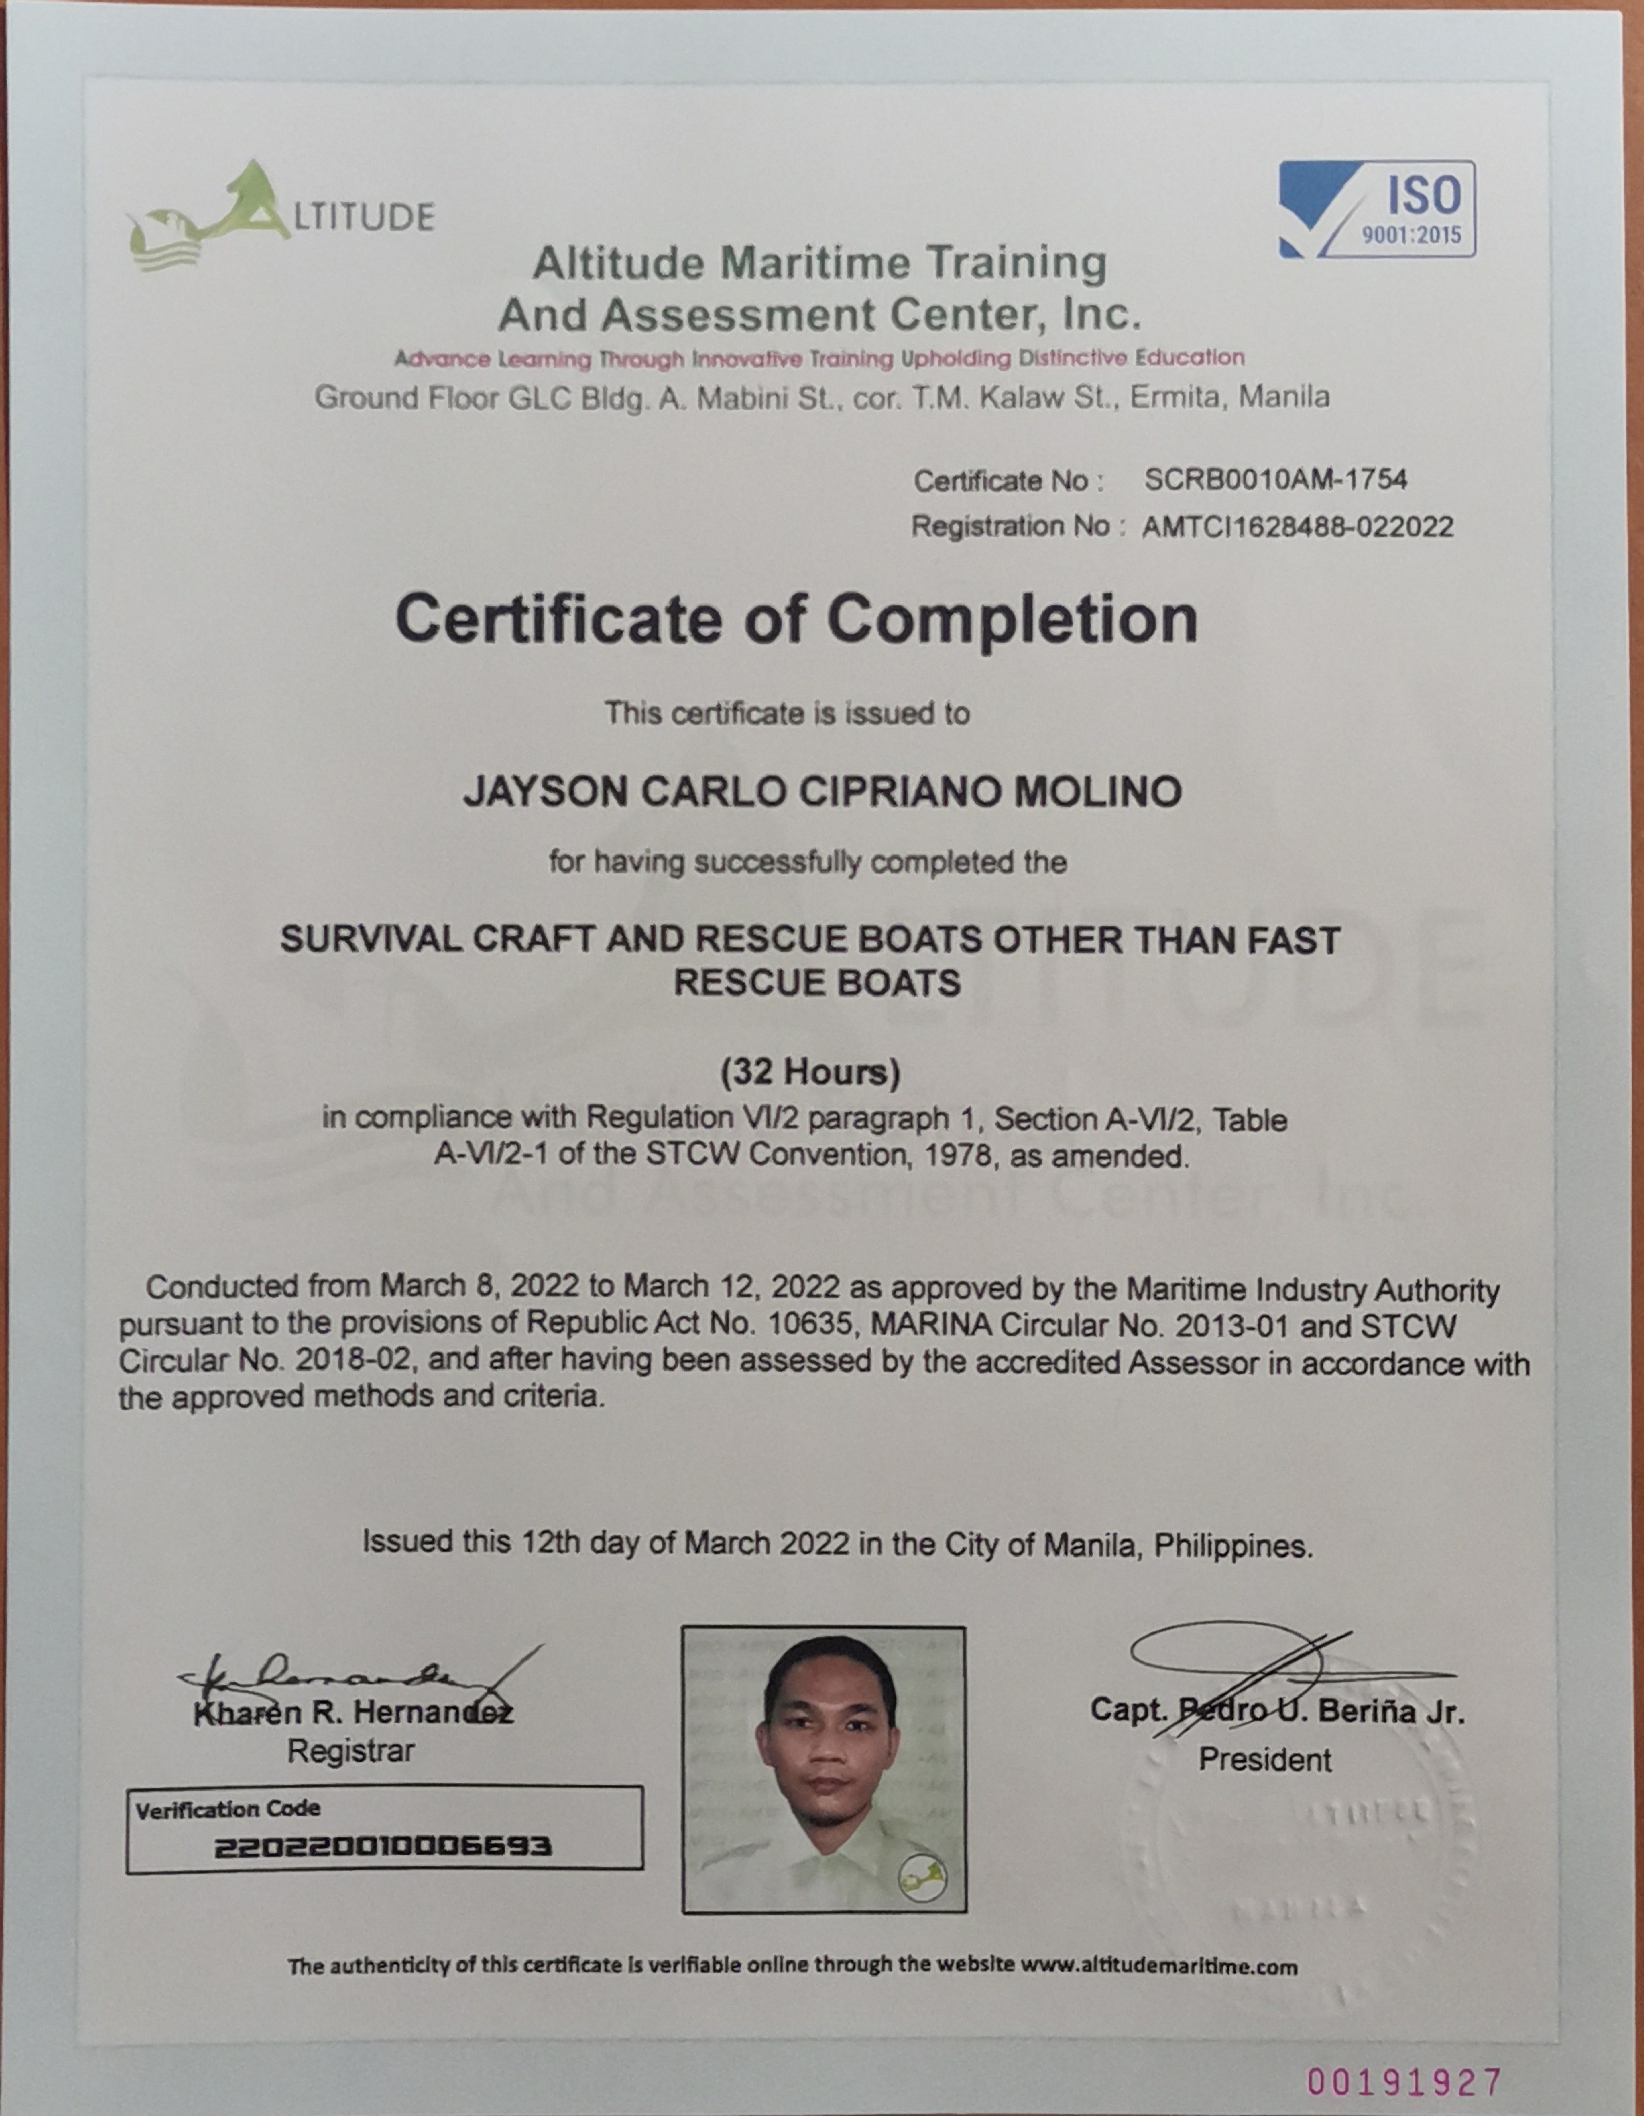 ALTITUDE
ISO
9001:2015
Altitude Maritime Training
And Assessment Center, Inc.
Advance Learning Through Innovative Training Upholding Distinctive Education
Ground Floor GLC Bldg. A. Mabini St., cor. T.M. Kalaw St., Ermita, Manila
Certificate No : SCRB0010AM-1754
Registration No : AMTCI1628488-022022
Certificate of Completion
This certificate is issued to
JAYSON CARLO CIPRIANO MOLINO
for having successfully completed the
SURVIVAL CRAFT AND RESCUE BOATS OTHER THAN FAST
RESCUE BOATS
(32 Hours)
in compliance with Regulation VI/2 paragraph 1, Section A-VI/2, Table
A-VI/2-1 of the STCW Convention, 1978, as amended.
ALTITUDE
And Assessment Center, Inc.
Conducted from March 8, 2022 to March 12, 2022 as approved by the Maritime Industry Authority
pursuant to the provisions of Republic Act No. 10635, MARINA Circular No. 2013-01 and STCW
Circular No. 2018-02, and after having been assessed by the accredited Assessor in accordance with
the approved methods and criteria.
Issued this 12th day of March 2022 in the City of Manila, Philippines.
Kharen R. Hernandez
Registrar
Capt. Pedro U. Beriña Jr.
President
Verification Code
220220010006693
MANILA
The authenticity of this certificate is verifiable online through the website www.altitudemaritime.com
00191927